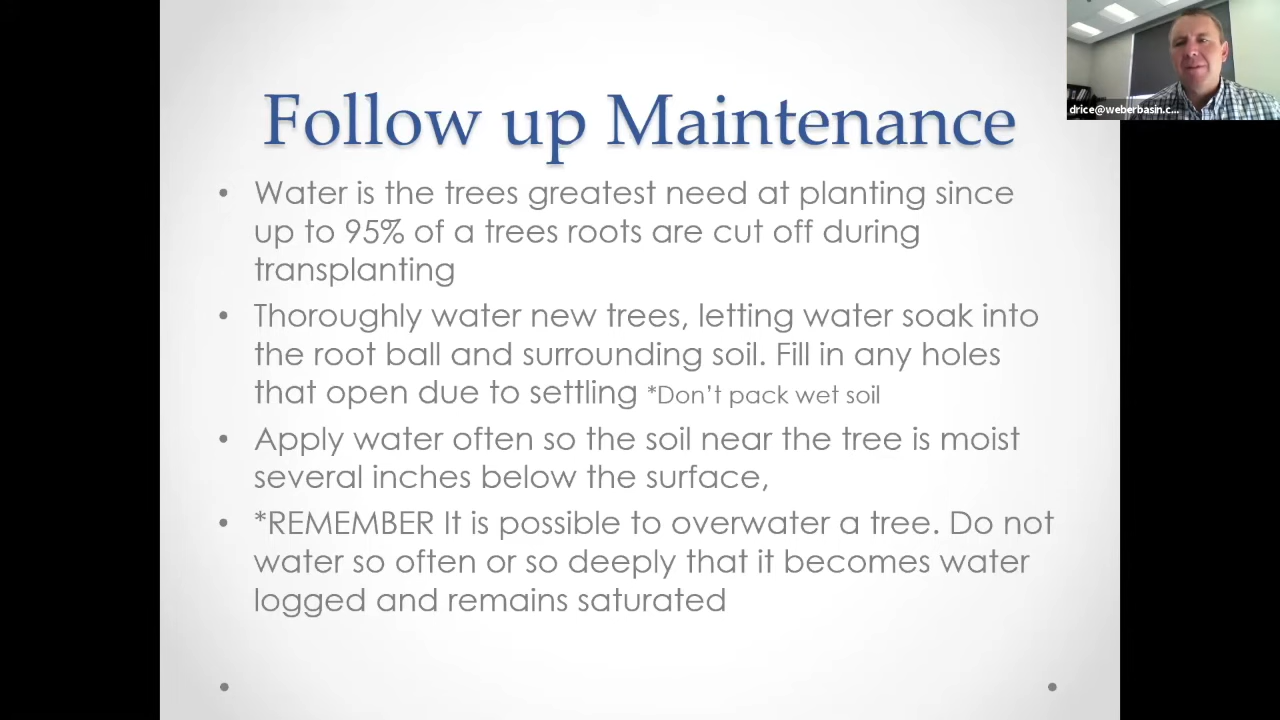 Follow up Maintenance
drice@weberbasin.c...
• Water is the trees greatest need at planting since
up to 95% of a trees roots are cut off during
transplanting
• Thoroughly water new trees, letting water soak into
the root ball and surrounding soil. Fill in any holes
that open due to settling *Don't pack wet soil
• Apply water often so the soil near the tree is moist
several inches below the surface,
• *REMEMBER It is possible to overwater a tree. Do not
water so often or so deeply that it becomes water
logged and remains saturated